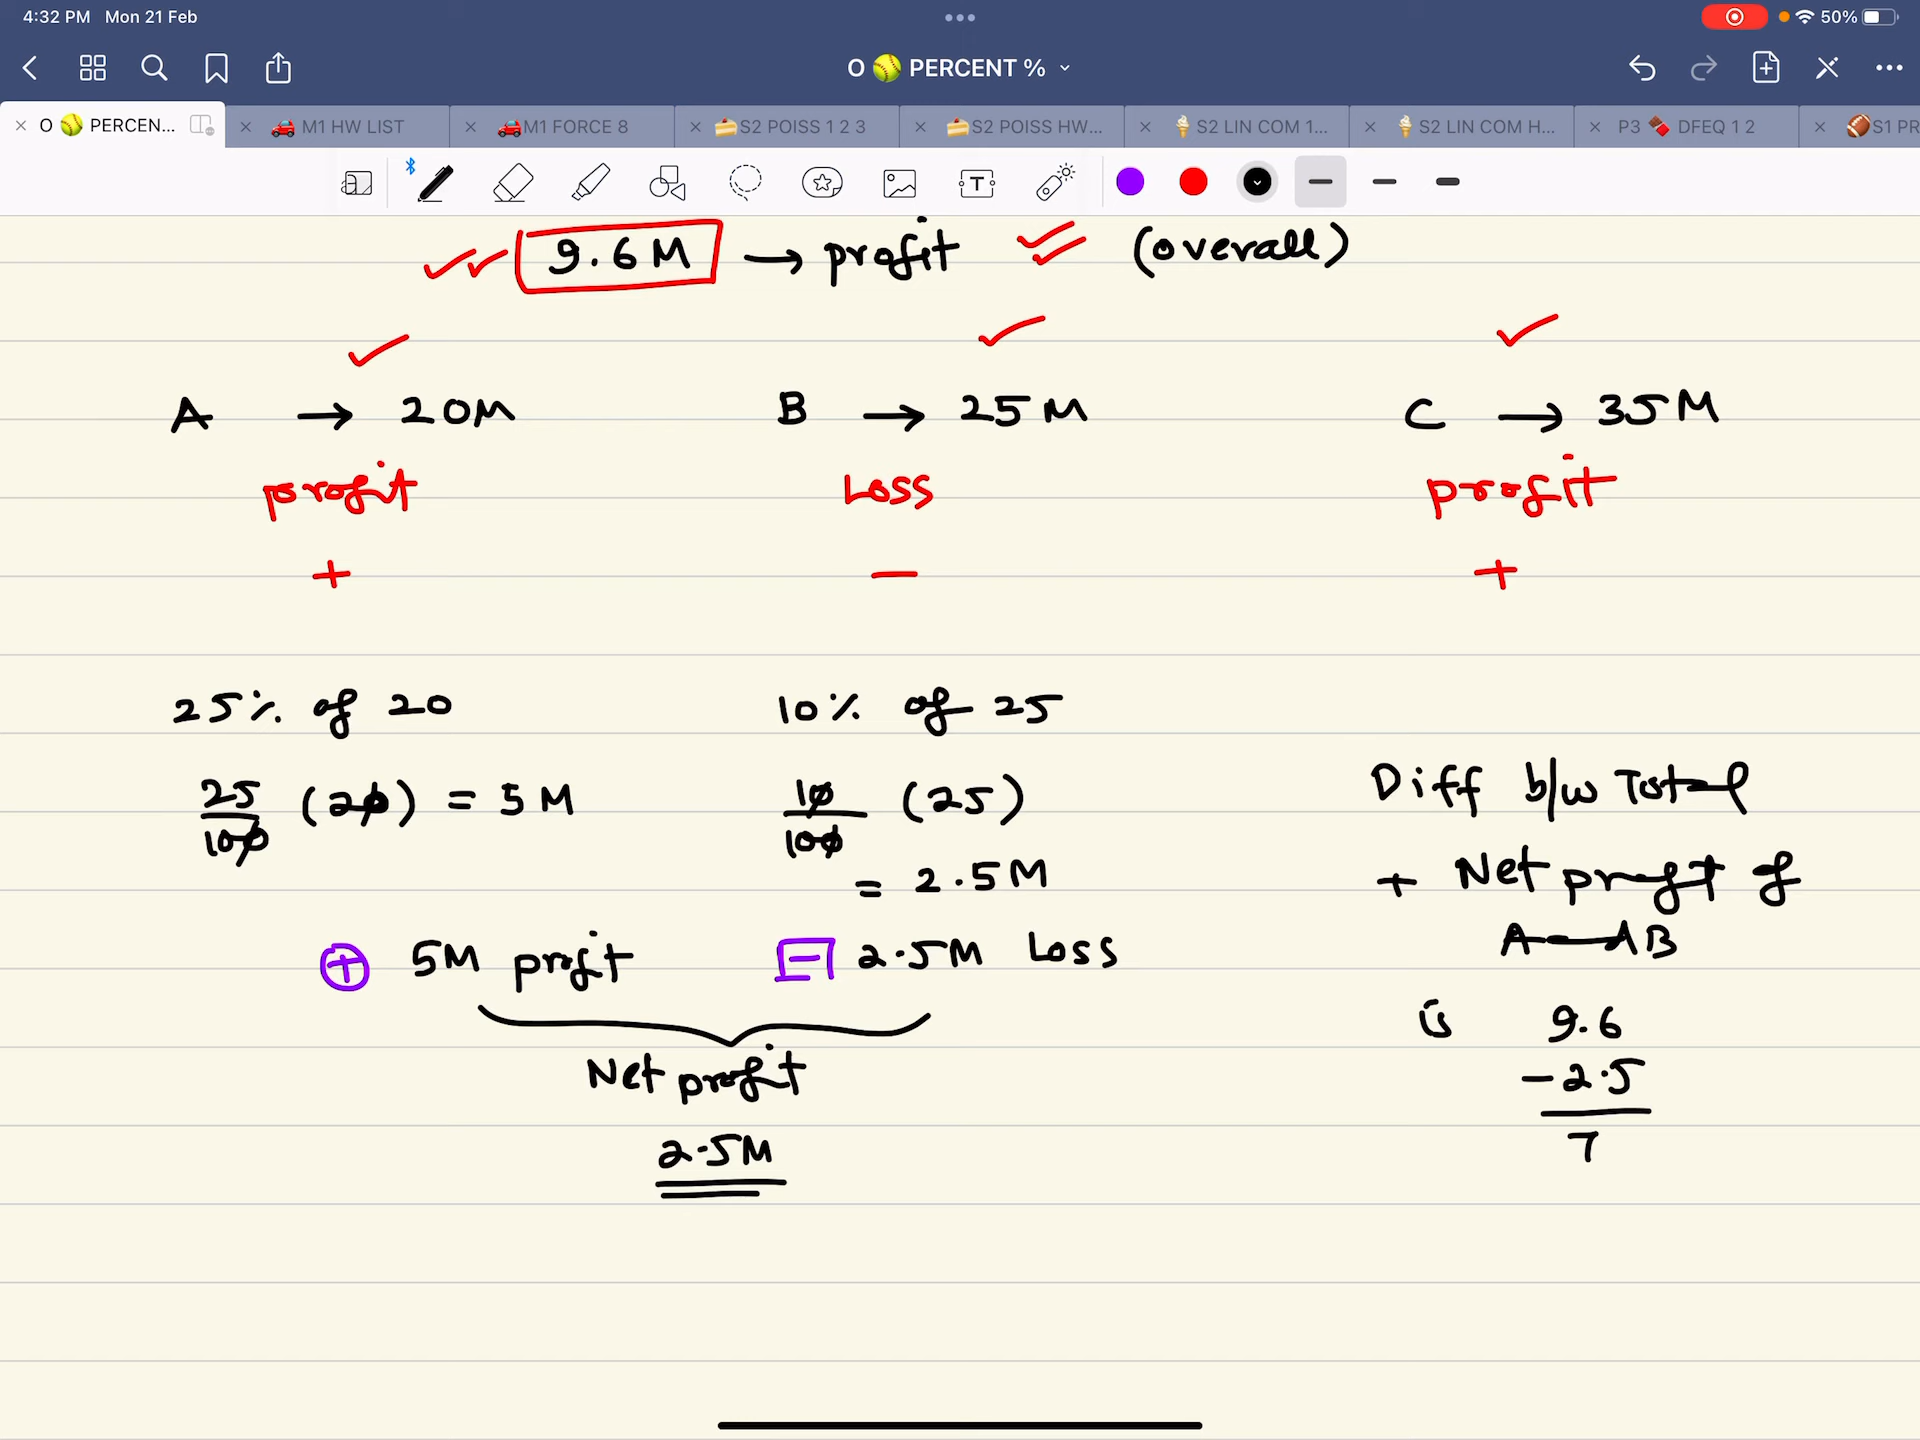 4:32 PM Mon 21 Feb
50%
O 🥎 PERCENT %
O 🥎 PERCEN...
🚗 M1 HW LIST
🚗M1 FORCE 8
🍰S2 POISS 1 2 3
🍰S2 POISS HW...
🍦S2 LIN COM 1...
🍦S2 LIN COM H...
P3 🍫 DFEQ 1 2
🏈S1 PR
9.6M → profit (overall)
A → 20M B → 25M C → 35M
profit Loss profit
+ − +
25% of 20 10% of 25
25/100 (20) = 5M 10/100 (25)
= 2.5M
Diff b/w Total
+ Net profit of
A — AB
+ 5M profit − 2.5M Loss
is 9.6
Net profit − 2.5
2.5M 7